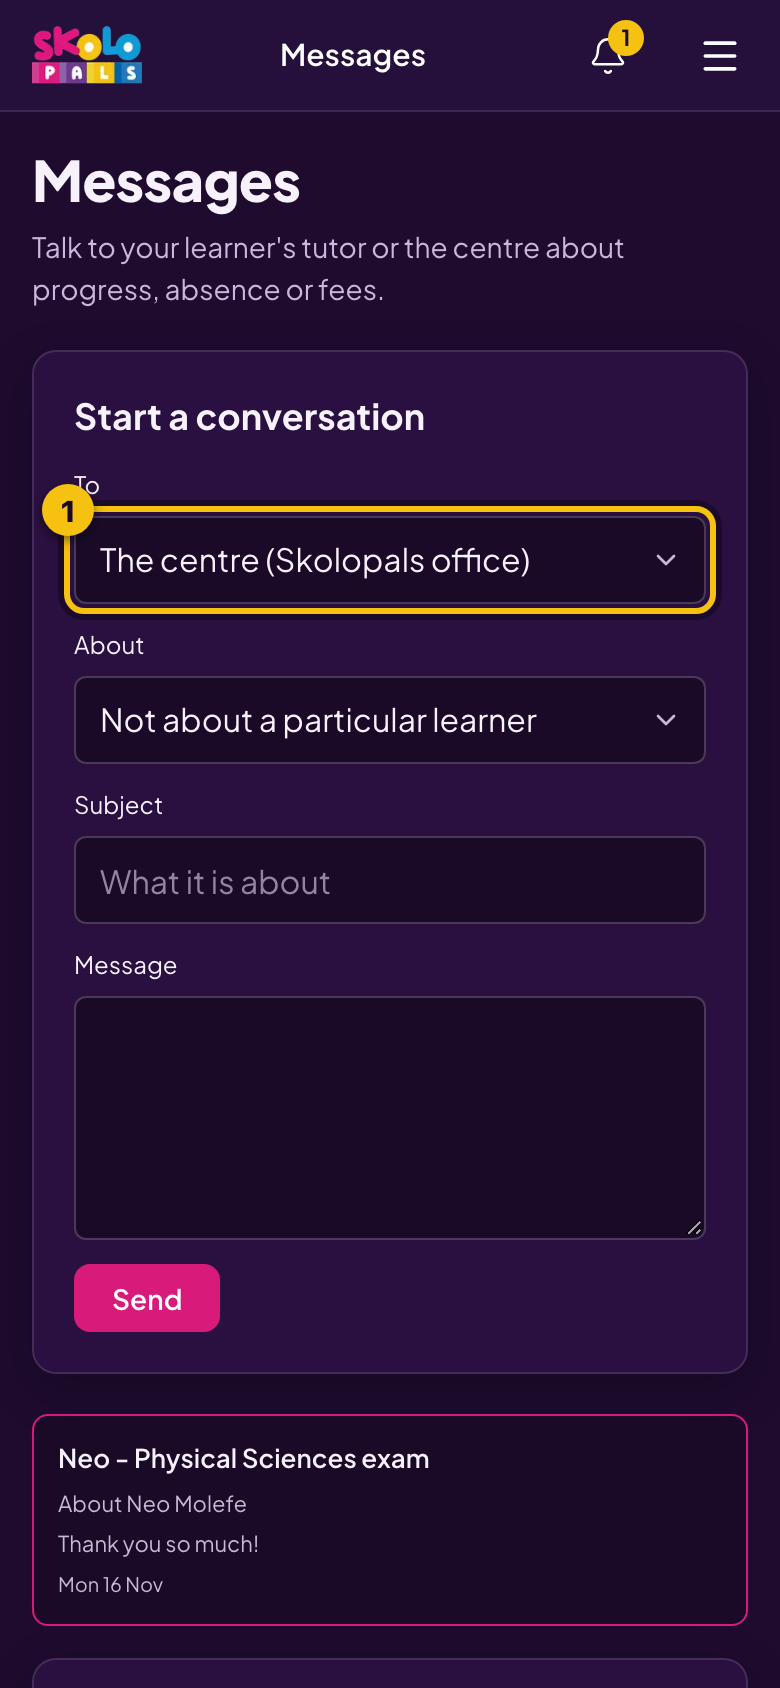 SKOLO
PALS
Messages
1
Messages
Talk to your learner's tutor or the centre about
progress, absence or fees.
Start a conversation
To
1
The centre (Skolopals office)
About
Not about a particular learner
Subject
What it is about
Message
Send
Neo – Physical Sciences exam
About Neo Molefe
Thank you so much!
Mon 16 Nov